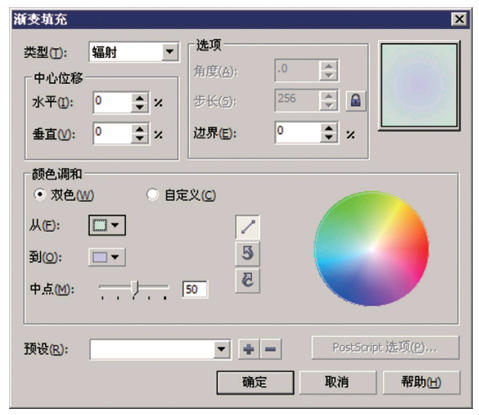 渐变填充
类型(T): 辐射
中心位移
水平(I): 0 %
垂直(V): 0 %
选项
角度(A): .0
步长(S): 256
边界(E): 0 %
颜色调和
双色(W) 自定义(C)
从(F):
到(O):
中点(M): 50
预设(R):
PostScript 选项(P)...
确定 取消 帮助(H)